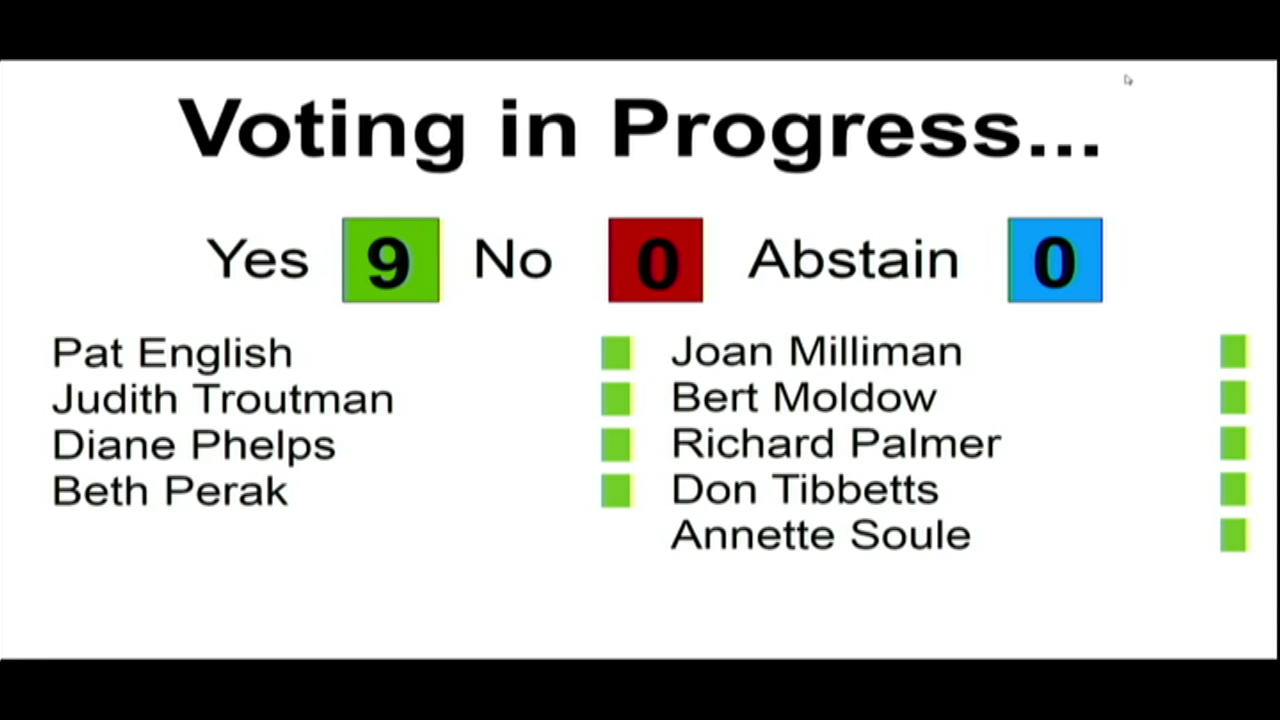 Voting in Progress...
Yes 9 No 0 Abstain 0
Pat English
Judith Troutman
Diane Phelps
Beth Perak
Joan Milliman
Bert Moldow
Richard Palmer
Don Tibbetts
Annette Soule